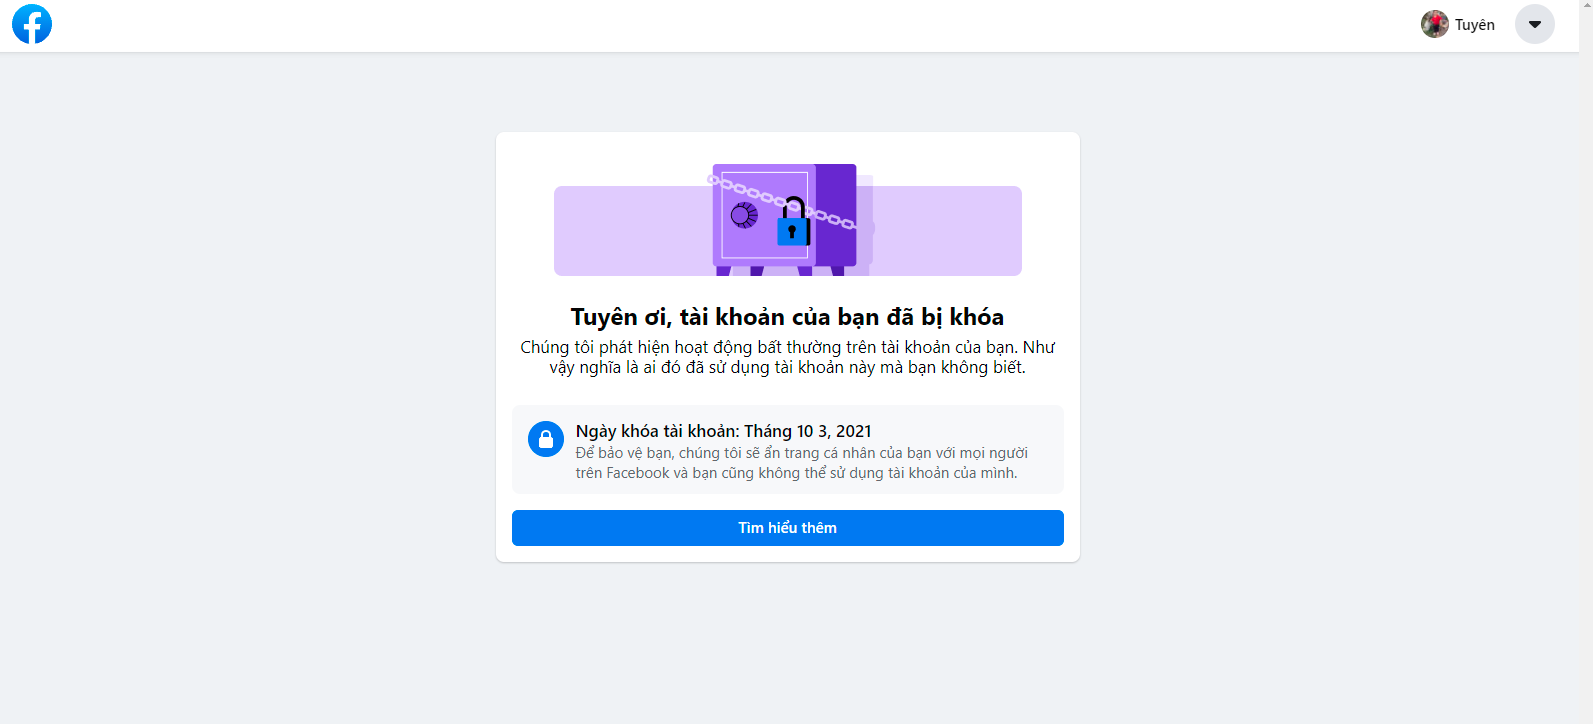 Tuyên
Tuyên ơi, tài khoản của bạn đã bị khóa
Chúng tôi phát hiện hoạt động bất thường trên tài khoản của bạn. Như
vậy nghĩa là ai đó đã sử dụng tài khoản này mà bạn không biết.
Ngày khóa tài khoản: Tháng 10 3, 2021
Để bảo vệ bạn, chúng tôi sẽ ẩn trang cá nhân của bạn với mọi người
trên Facebook và bạn cũng không thể sử dụng tài khoản của mình.
Tìm hiểu thêm